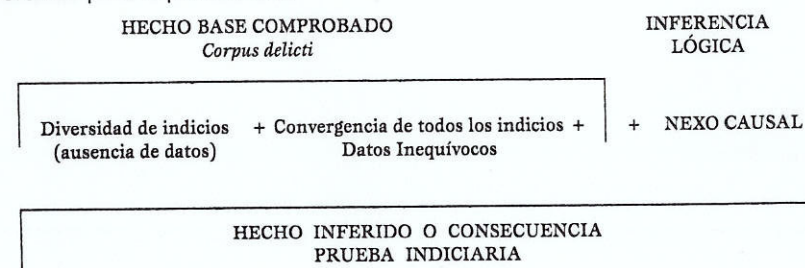 HECHO BASE COMPROBADO
Corpus delicti
INFERENCIA
LÓGICA
Diversidad de indicios + Convergencia de todos los indicios +
(ausencia de datos) Datos Inequívocos
+ NEXO CAUSAL
HECHO INFERIDO O CONSECUENCIA
PRUEBA INDICIARIA